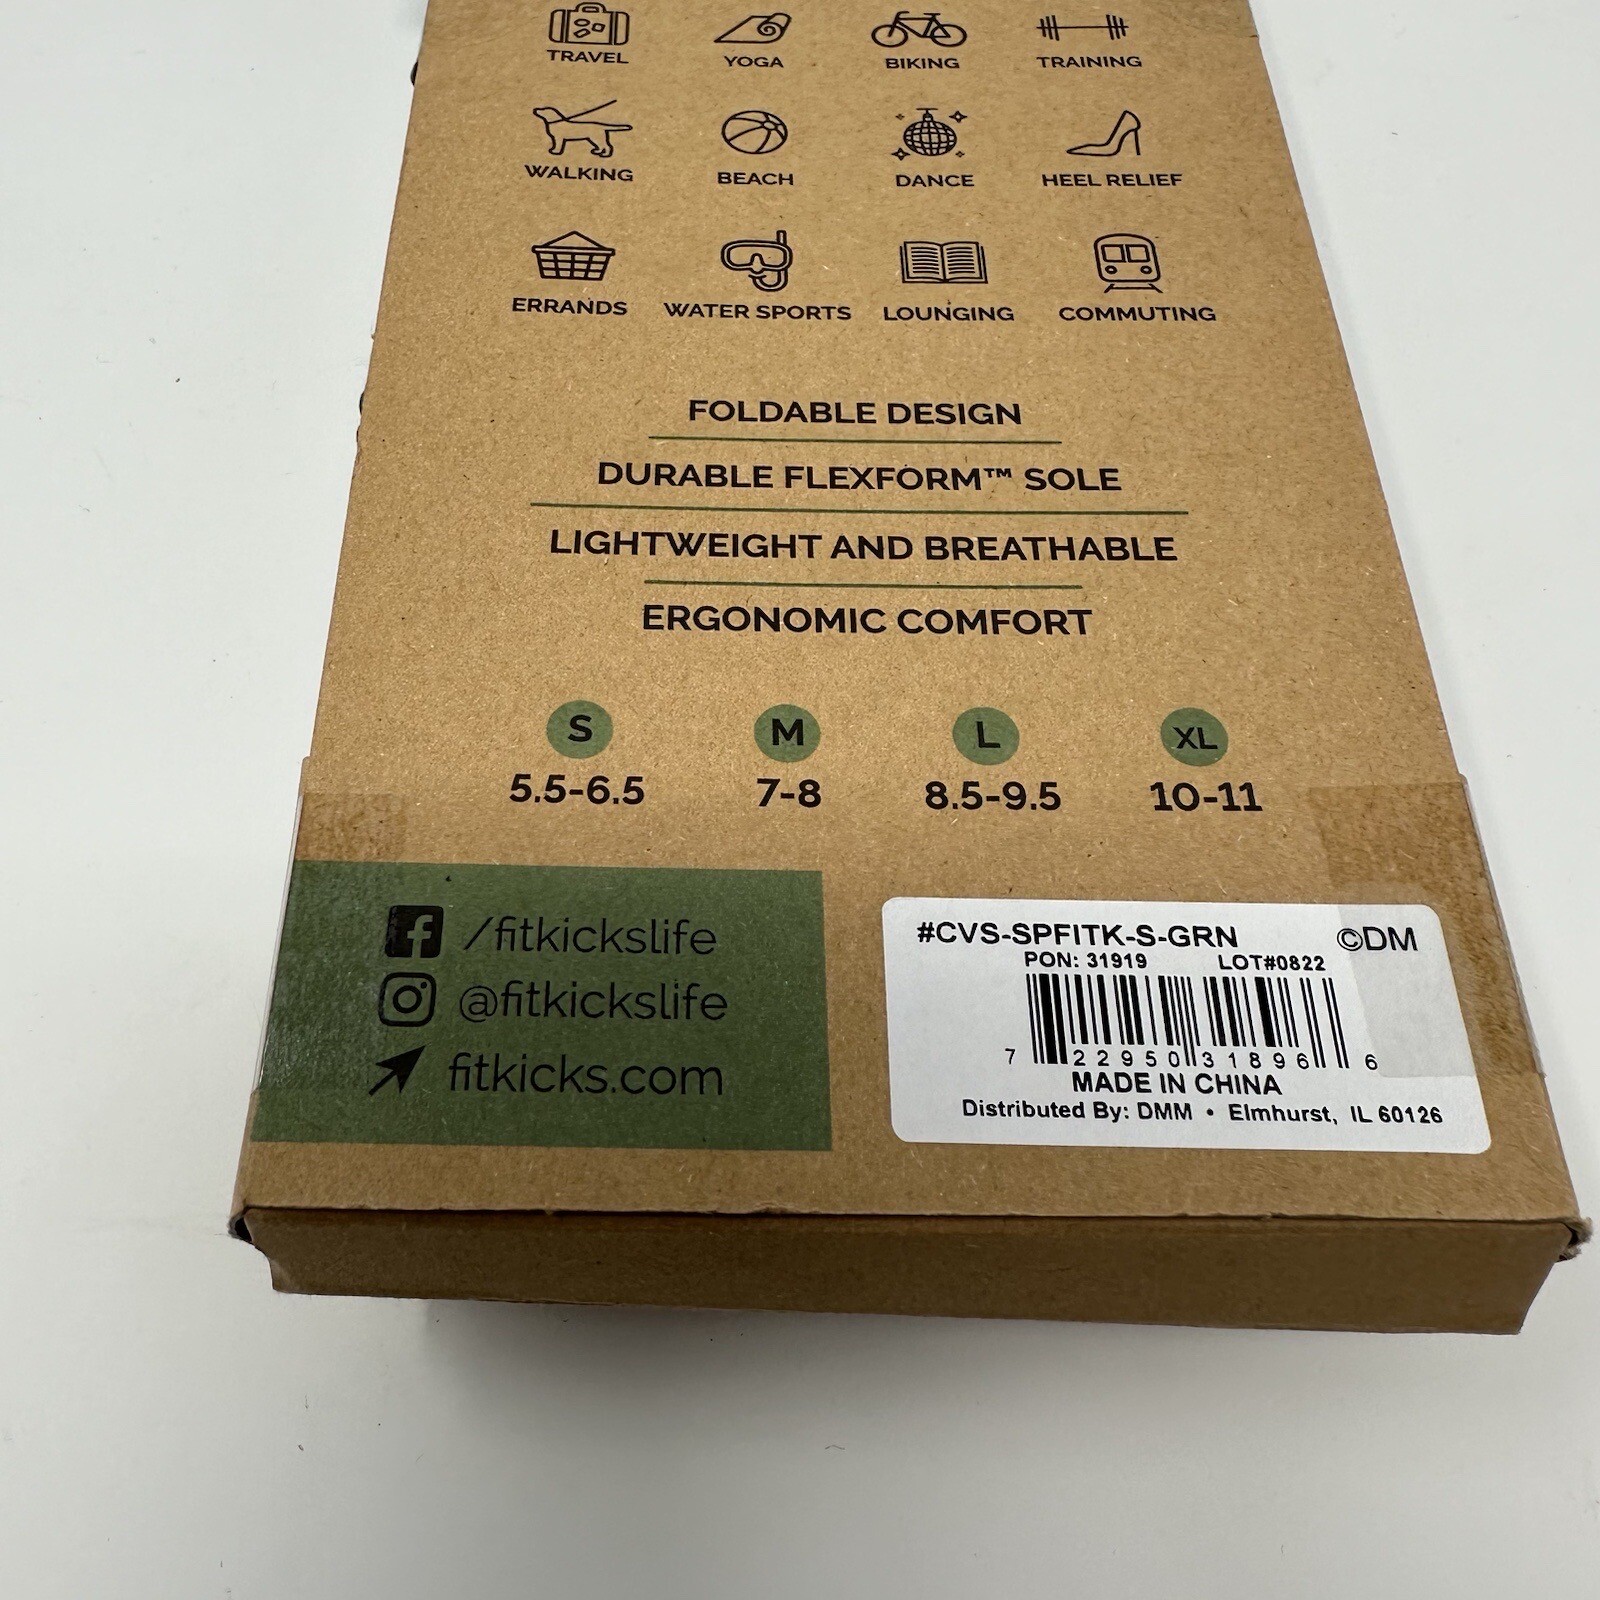 TRAVEL YOGA BIKING TRAINING
WALKING BEACH DANCE HEEL RELIEF
ERRANDS WATER SPORTS LOUNGING COMMUTING
FOLDABLE DESIGN
DURABLE FLEXFORM™ SOLE
LIGHTWEIGHT AND BREATHABLE
ERGONOMIC COMFORT
S M L XL
5.5-6.5 7-8 8.5-9.5 10-11
/fitkickslife
@fitkickslife
fitkicks.com
#CVS-SPFITK-S-GRN ©DM
PON: 31919 LOT#0822
7 22950 31896 6
MADE IN CHINA
Distributed By: DMM • Elmhurst, IL 60126